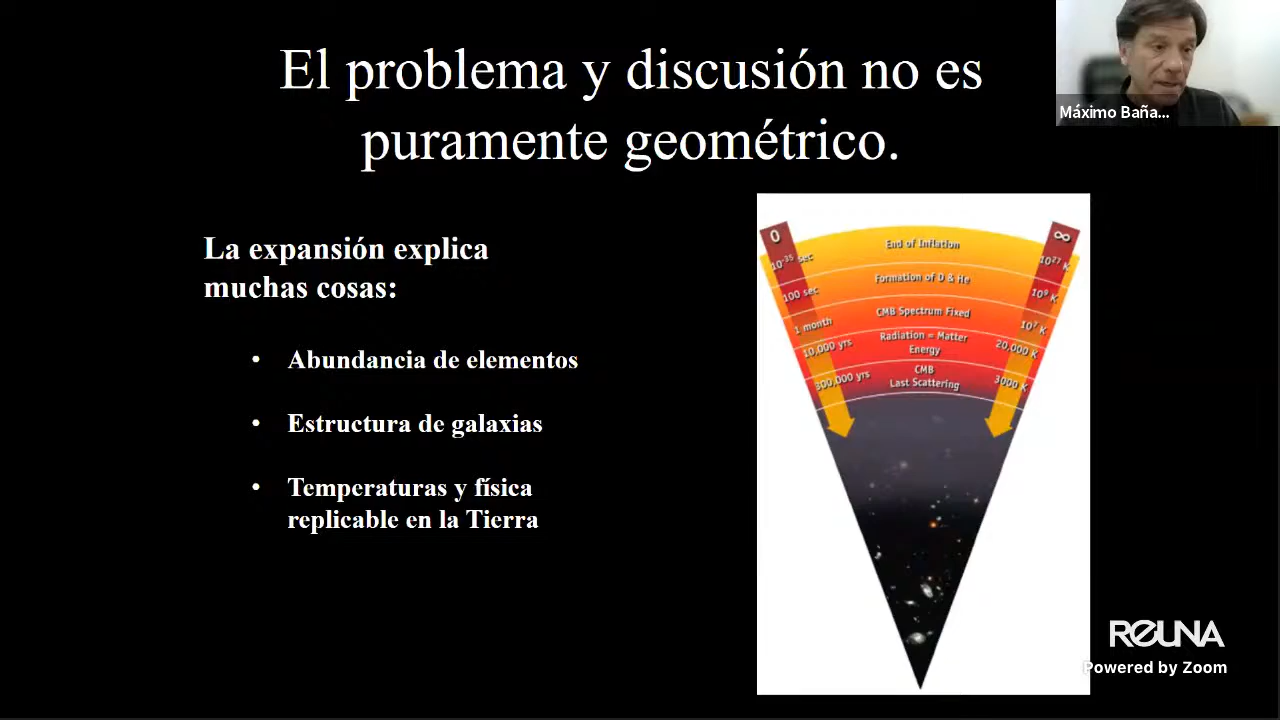 El problema y discusión no es
puramente geométrico.
Máximo Baña...
La expansión explica
muchas cosas:
• Abundancia de elementos
• Estructura de galaxias
• Temperaturas y física
replicable en la Tierra
0
∞
End of Inflation
10⁻³⁵ sec
10²⁷ K
Formation of D & He
100 sec
10⁹ K
CMB Spectrum Fixed
1 month
10⁷ K
Radiation = Matter
Energy
10,000 yrs
20,000 K
CMB
Last Scattering
300,000 yrs
3000 K
REUNA
Powered by Zoom